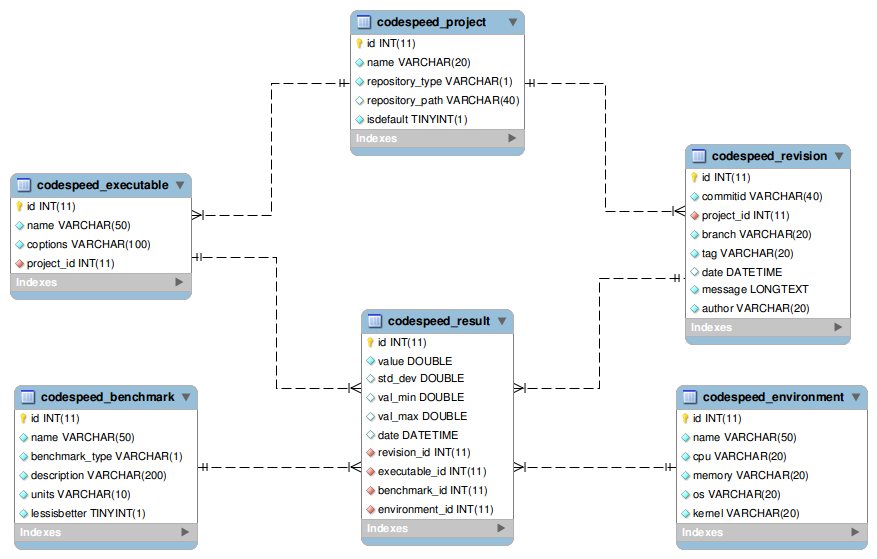 codespeed_project
id INT(11)
name VARCHAR(20)
repository_type VARCHAR(1)
repository_path VARCHAR(40)
isdefault TINYINT(1)
Indexes
codespeed_executable
id INT(11)
name VARCHAR(50)
coptions VARCHAR(100)
project_id INT(11)
Indexes
codespeed_revision
id INT(11)
commitid VARCHAR(40)
project_id INT(11)
branch VARCHAR(20)
tag VARCHAR(20)
date DATETIME
message LONGTEXT
author VARCHAR(20)
Indexes
codespeed_result
id INT(11)
value DOUBLE
std_dev DOUBLE
val_min DOUBLE
val_max DOUBLE
date DATETIME
revision_id INT(11)
executable_id INT(11)
benchmark_id INT(11)
environment_id INT(11)
Indexes
codespeed_benchmark
id INT(11)
name VARCHAR(50)
benchmark_type VARCHAR(1)
description VARCHAR(200)
units VARCHAR(10)
lessisbetter TINYINT(1)
Indexes
codespeed_environment
id INT(11)
name VARCHAR(50)
cpu VARCHAR(20)
memory VARCHAR(20)
os VARCHAR(20)
kernel VARCHAR(20)
Indexes